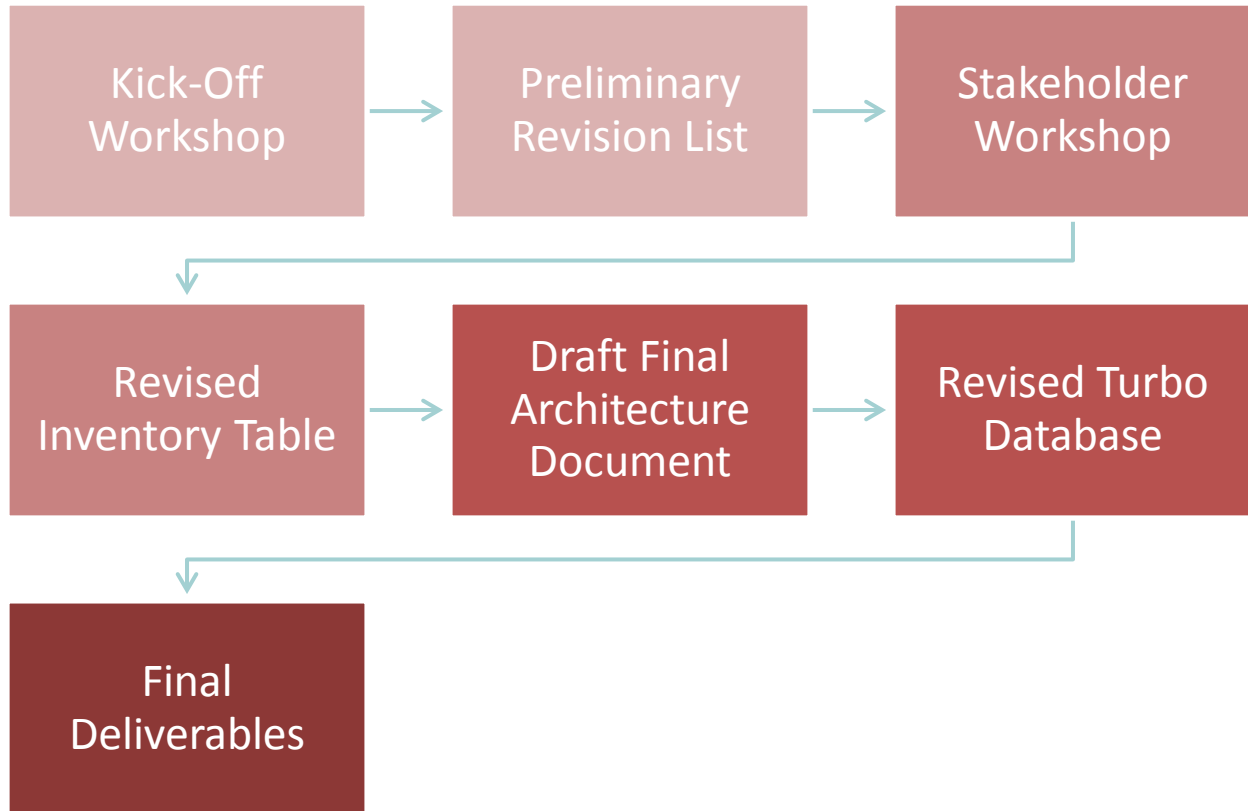 Kick-Off
Workshop
Preliminary
Revision List
Stakeholder
Workshop
Revised
Inventory Table
Draft Final
Architecture
Document
Revised Turbo
Database
Final
Deliverables